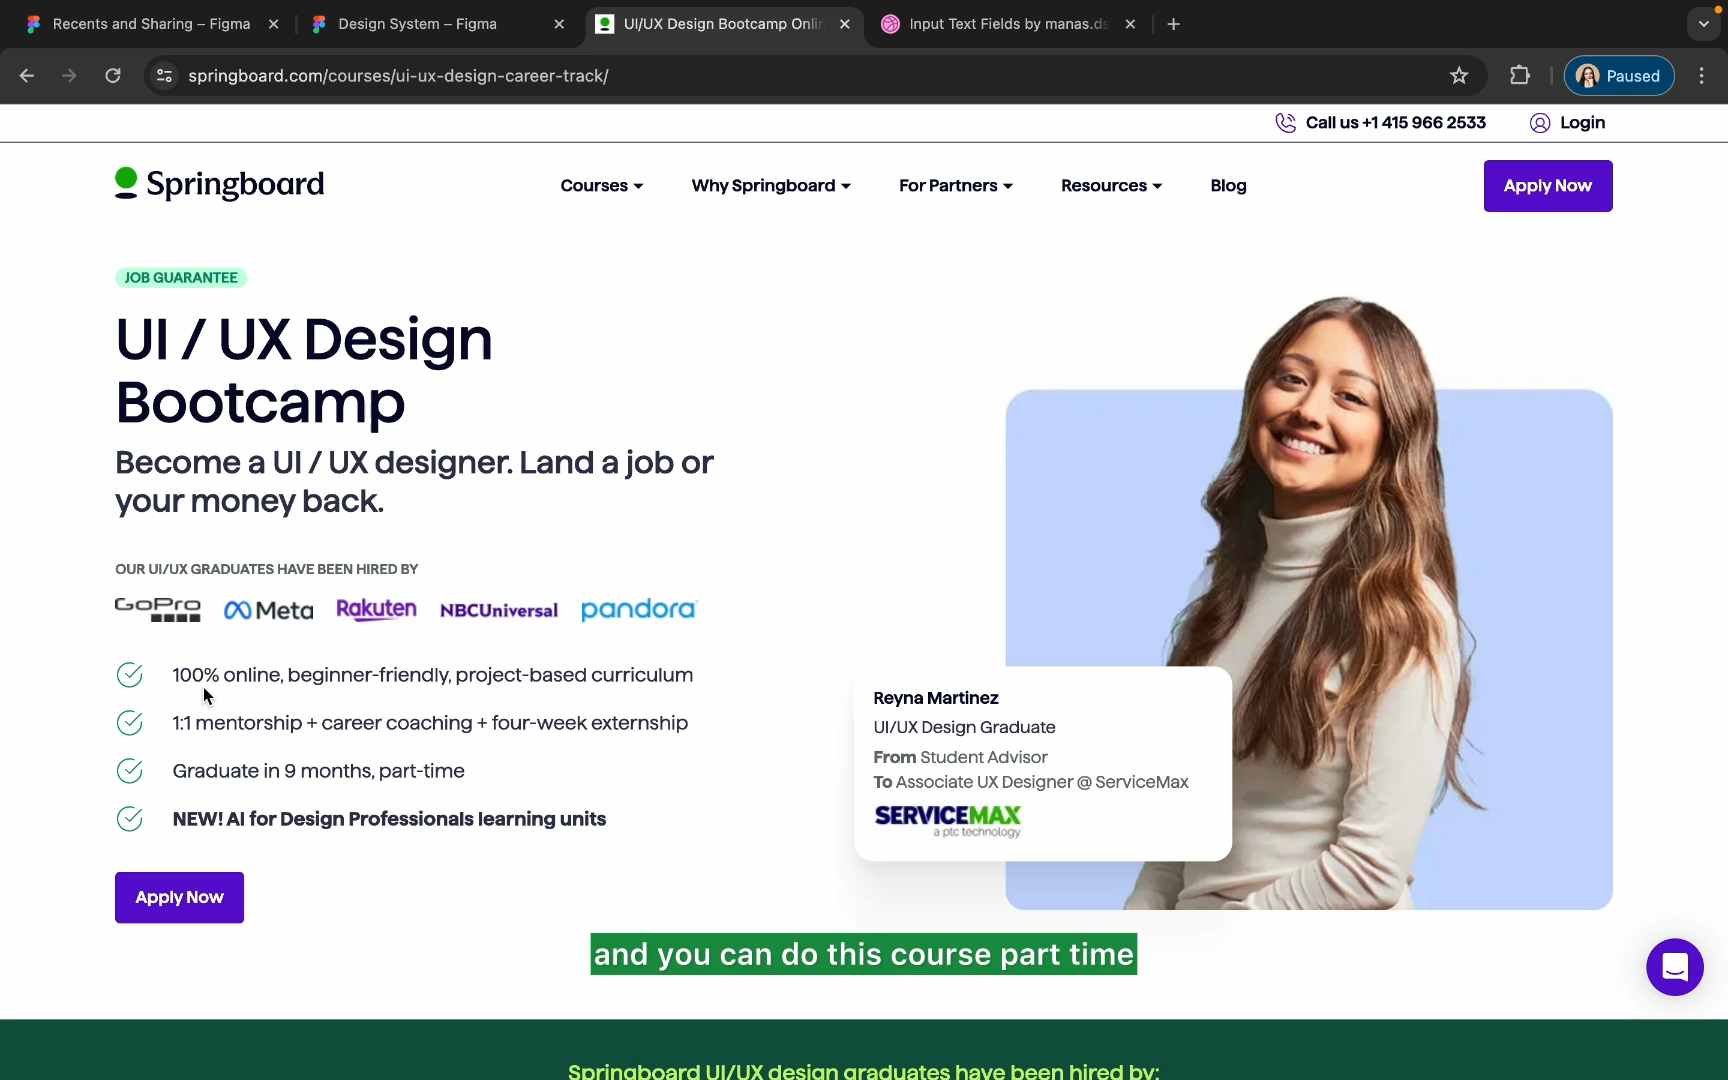 Recents and Sharing – Figma
Design System – Figma
UI/UX Design Bootcamp Onlin
Input Text Fields by manas.ds
springboard.com/courses/ui-ux-design-career-track/
Paused
Call us +1 415 966 2533
Login
Springboard
Courses
Why Springboard
For Partners
Resources
Blog
Apply Now
JOB GUARANTEE
UI / UX Design
Bootcamp
Become a UI / UX designer. Land a job or
your money back.
OUR UI/UX GRADUATES HAVE BEEN HIRED BY
GoPro Meta Rakuten NBCUniversal pandora
100% online, beginner-friendly, project-based curriculum
1:1 mentorship + career coaching + four-week externship
Graduate in 9 months, part-time
NEW! AI for Design Professionals learning units
Apply Now
Reyna Martinez
UI/UX Design Graduate
From Student Advisor
To Associate UX Designer @ ServiceMax
SERVICEMAX
a ptc technology
and you can do this course part time
Springboard UI/UX design graduates have been hired by: